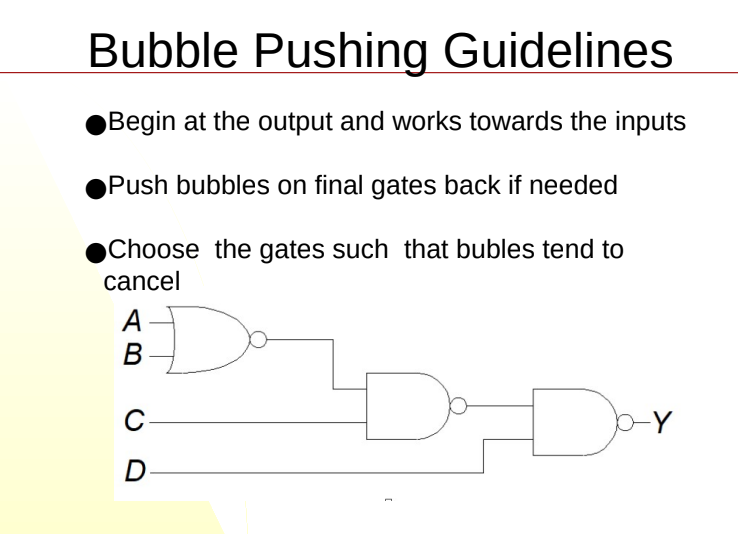 Bubble Pushing Guidelines
●Begin at the output and works towards the inputs
●Push bubbles on final gates back if needed
●Choose the gates such that bubles tend to
cancel
A
B
C
D
Y